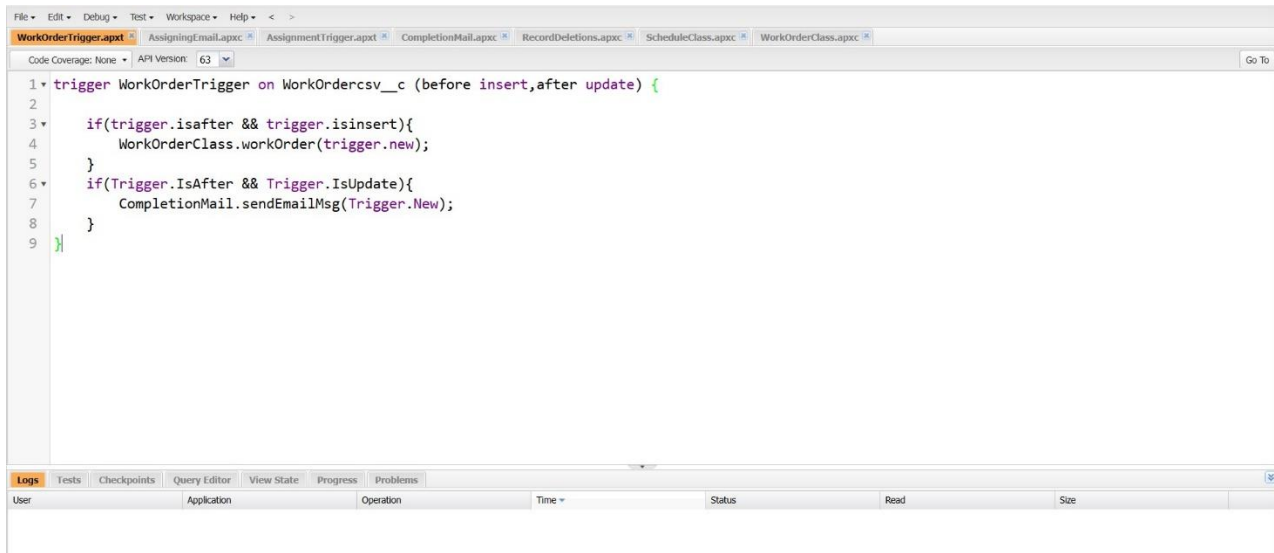 File Edit Debug Test Workspace Help < >
WorkOrderTrigger.apxt AssigningEmail.apxc AssignmentTrigger.apxt CompletionMail.apxc RecordDeletions.apxc ScheduleClass.apxc WorkOrderClass.apxc
Code Coverage: None API Version: 63 Go To
1 trigger WorkOrderTrigger on WorkOrdercsv__c (before insert,after update) {
2
3 if(trigger.isafter && trigger.isinsert){
4 WorkOrderClass.workOrder(trigger.new);
5 }
6 if(Trigger.IsAfter && Trigger.IsUpdate){
7 CompletionMail.sendEmailMsg(Trigger.New);
8 }
9 }
Logs Tests Checkpoints Query Editor View State Progress Problems
User Application Operation Time Status Read Size